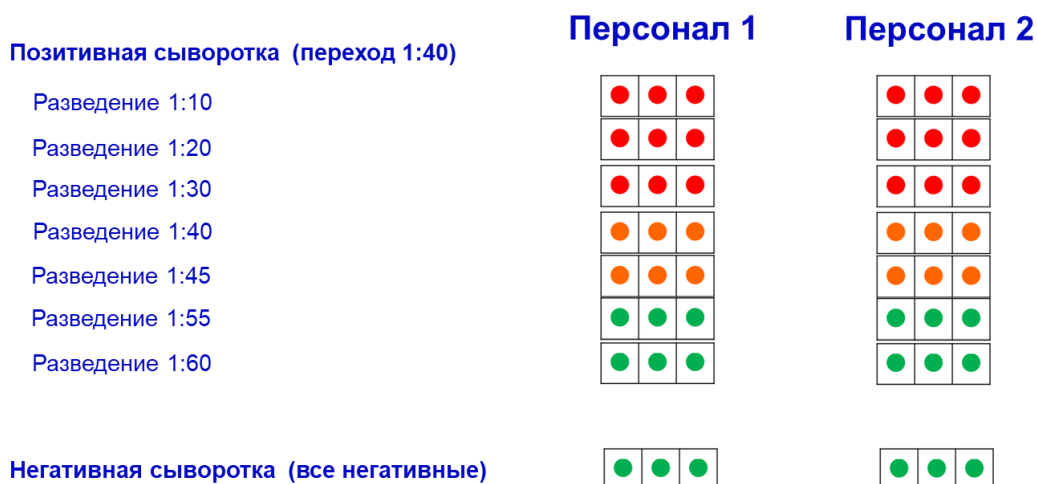 Персонал 1
Персонал 2
Позитивная сыворотка (переход 1:40)
Разведение 1:10
Разведение 1:20
Разведение 1:30
Разведение 1:40
Разведение 1:45
Разведение 1:55
Разведение 1:60
Негативная сыворотка (все негативные)